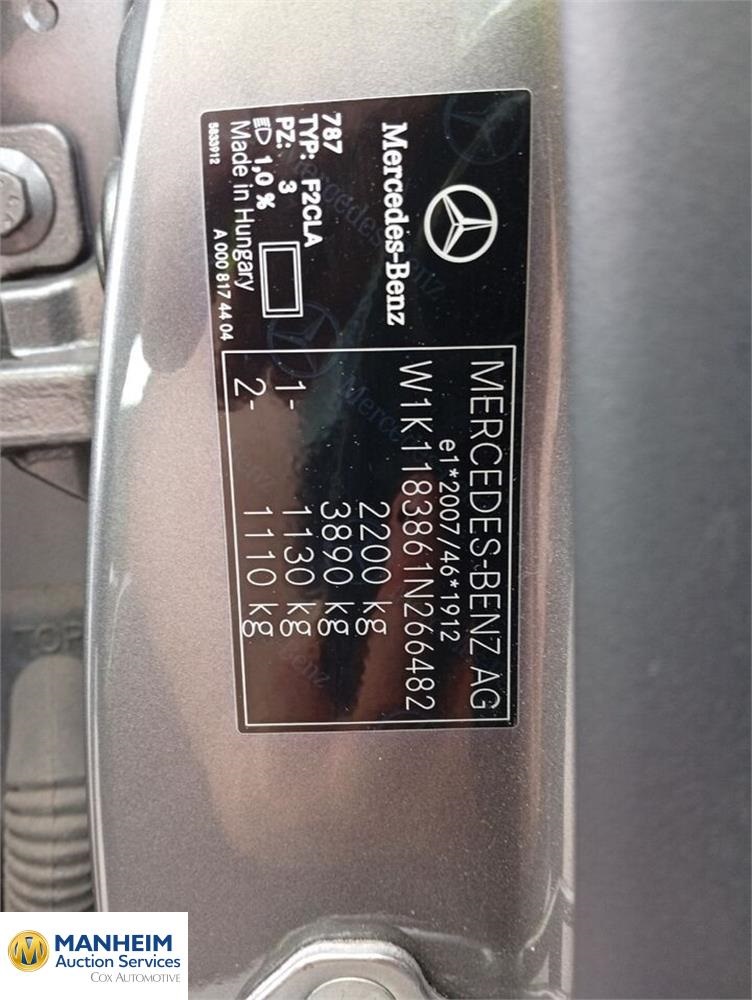 Mercedes-Benz
787
TYP: F2CLA
PZ: 3
1,0 %
Made in Hungary
5833912
A 000 817 44 04
MERCEDES-BENZ AG
e1*2007/46*1912
W1K1183861N266482
2200 kg
3890 kg
1- 1130 kg
2- 1110 kg
TOP
MANHEIM
Auction Services
COX AUTOMOTIVE